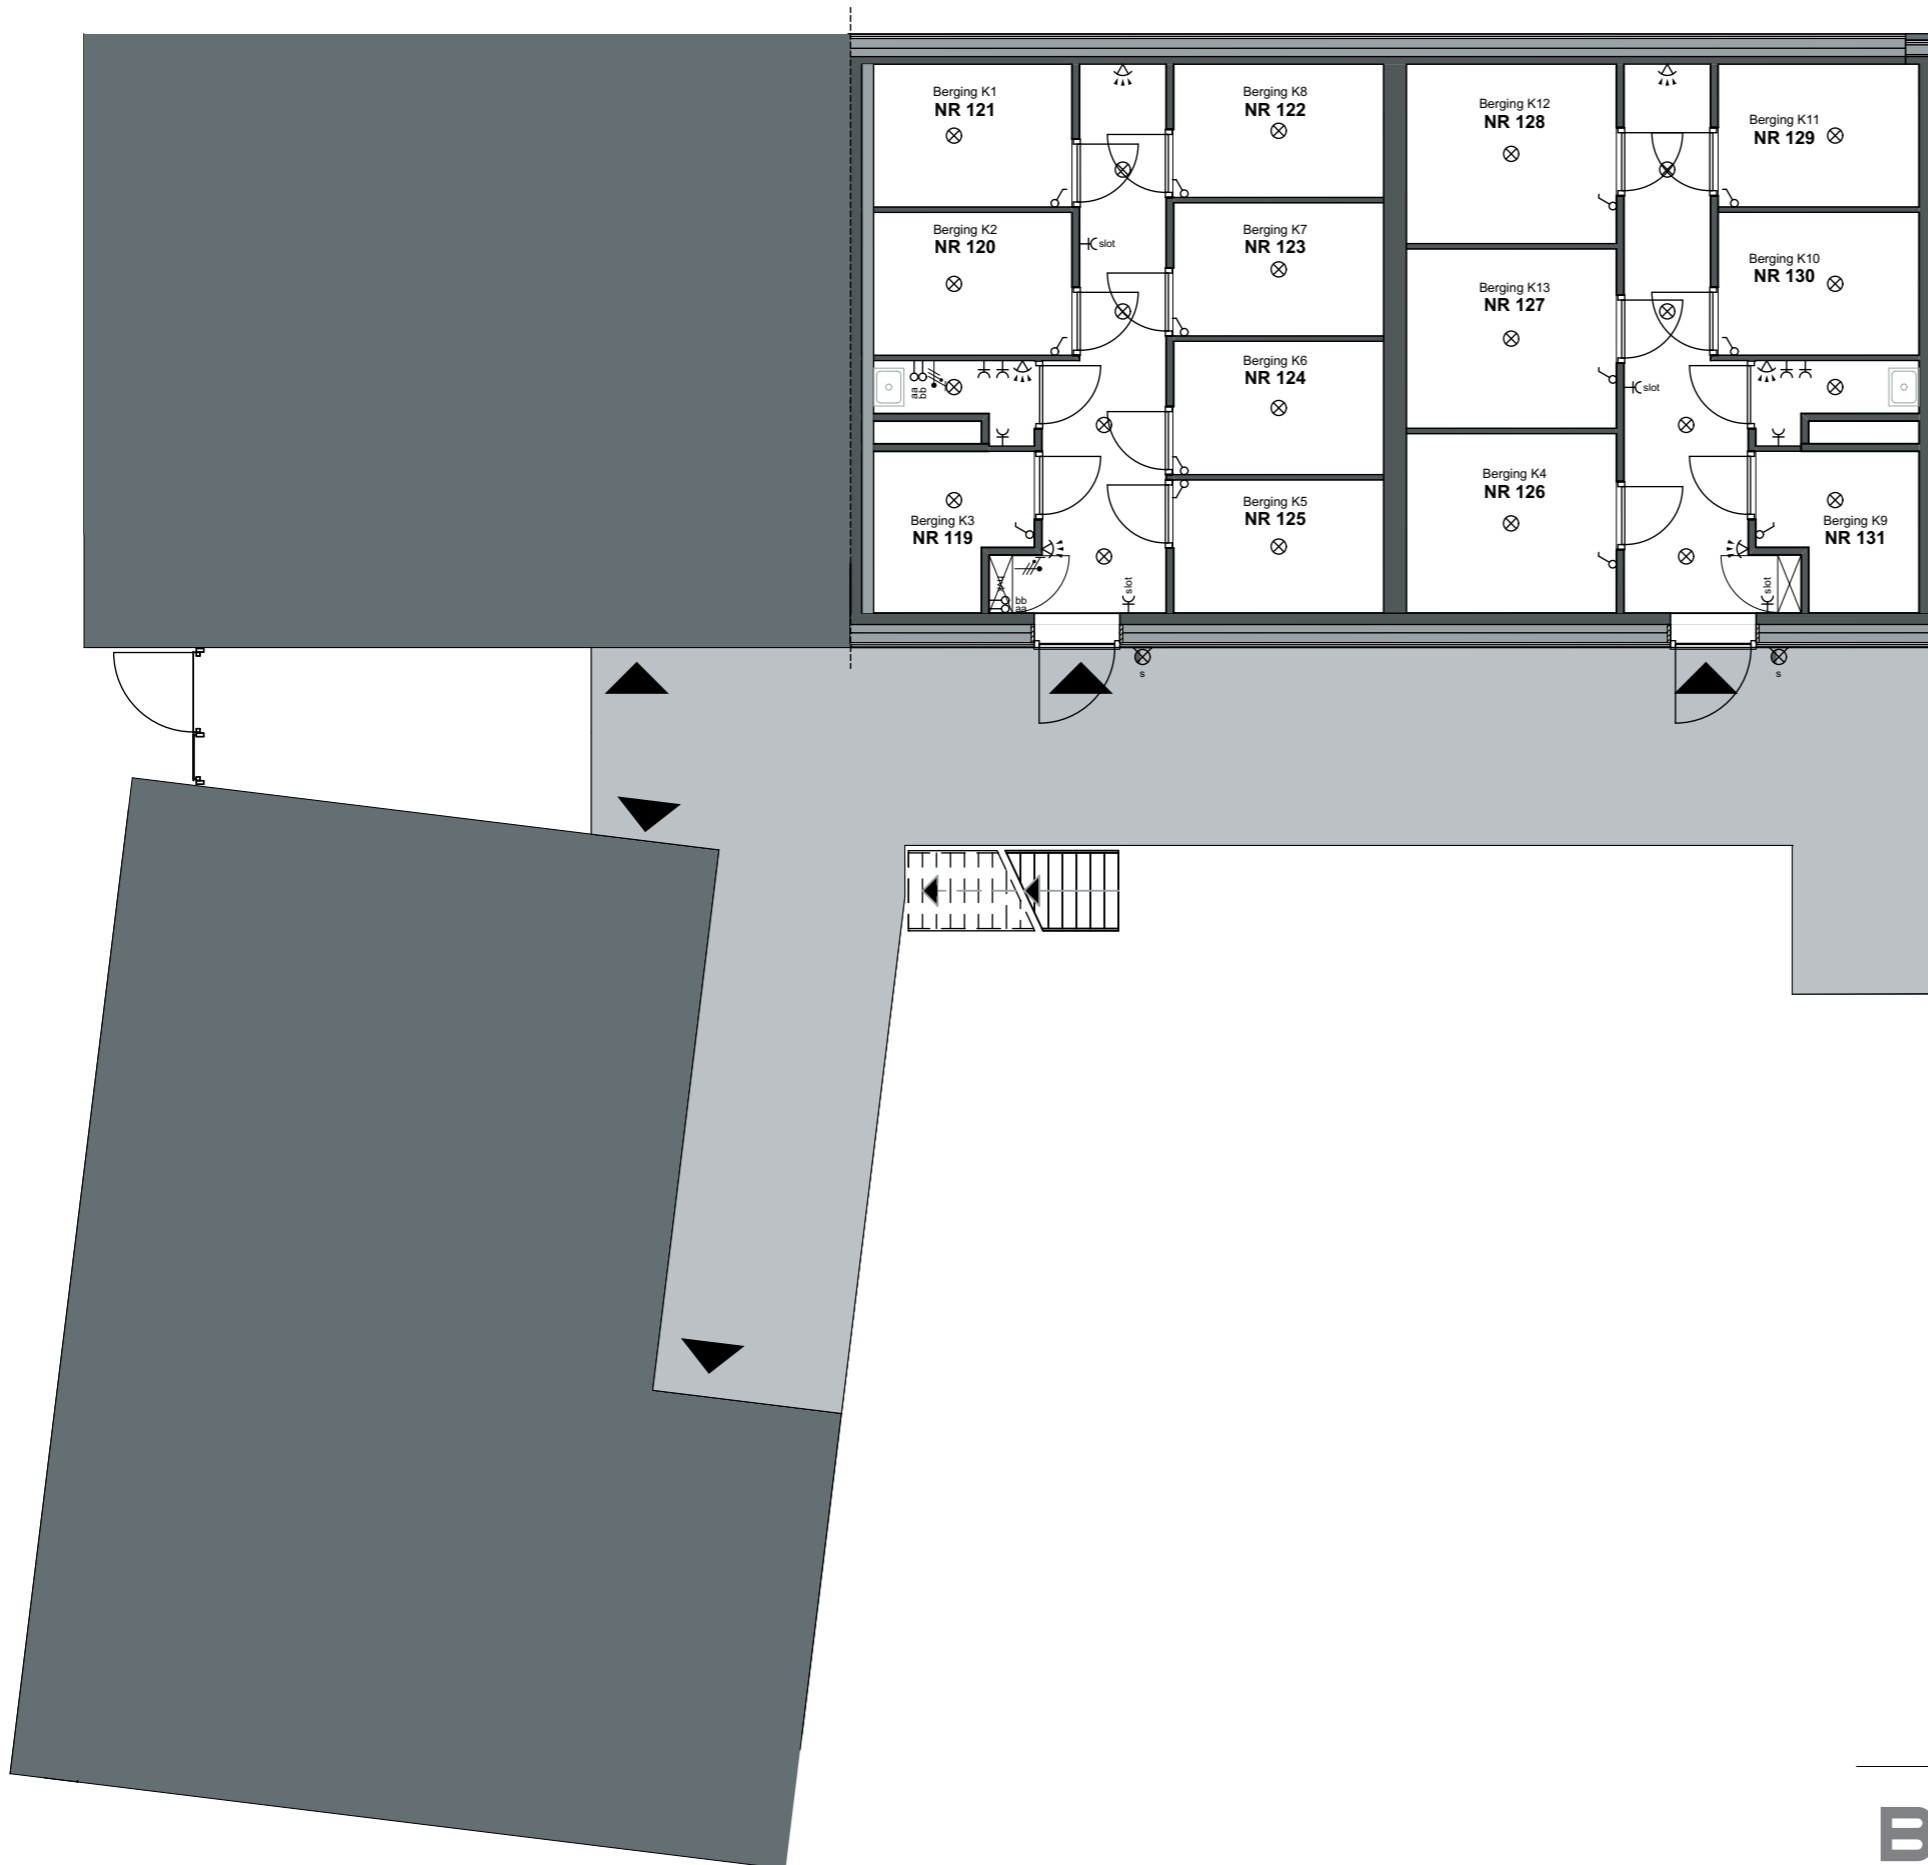 Berging K1
NR 121
Berging K8
NR 122
Berging K12
NR 128
Berging K11
NR 129
Berging K2
NR 120
slot
Berging K7
NR 123
Berging K13
NR 127
Berging K10
NR 130
aa
bb
Berging K6
NR 124
slot
Berging K3
NR 119
Berging K5
NR 125
Berging K4
NR 126
Berging K9
NR 131
bb
aa
slot
slot
s
s
B